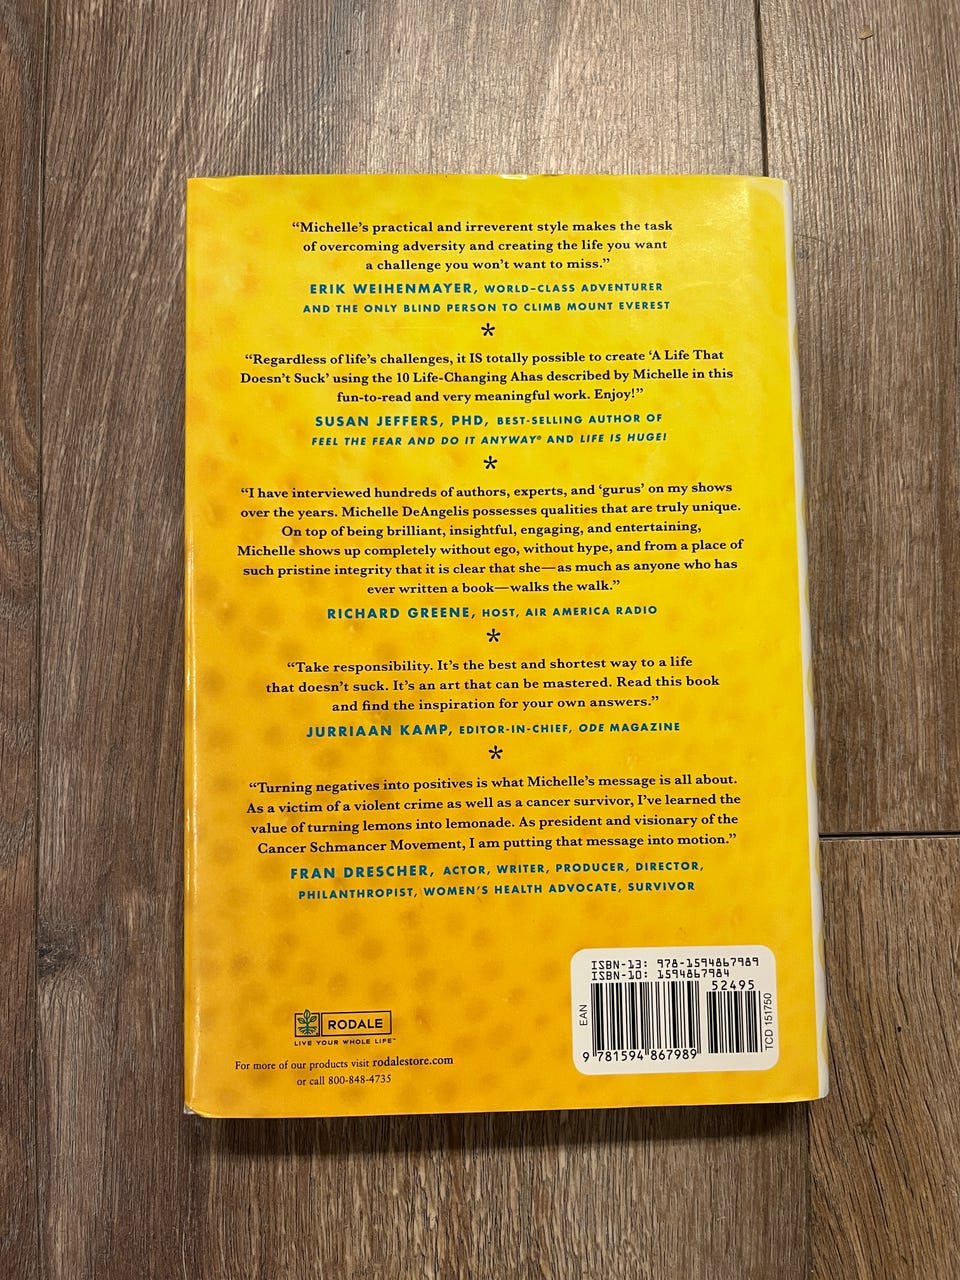 “Michelle’s practical and irreverent style makes the task
of overcoming adversity and creating the life you want
a challenge you won’t want to miss.”
ERIK WEIHENMAYER, WORLD-CLASS ADVENTURER
AND THE ONLY BLIND PERSON TO CLIMB MOUNT EVEREST
*
“Regardless of life’s challenges, it IS totally possible to create ‘A Life That
Doesn’t Suck’ using the 10 Life-Changing Ahas described by Michelle in this
fun-to-read and very meaningful work. Enjoy!”
SUSAN JEFFERS, PHD, BEST-SELLING AUTHOR OF
FEEL THE FEAR AND DO IT ANYWAY® AND LIFE IS HUGE!
*
“I have interviewed hundreds of authors, experts, and ‘gurus’ on my shows
over the years. Michelle DeAngelis possesses qualities that are truly unique.
On top of being brilliant, insightful, engaging, and entertaining,
Michelle shows up completely without ego, without hype, and from a place of
such pristine integrity that it is clear that she—as much as anyone who has
ever written a book—walks the walk.”
RICHARD GREENE, HOST, AIR AMERICA RADIO
*
“Take responsibility. It’s the best and shortest way to a life
that doesn’t suck. It’s an art that can be mastered. Read this book
and find the inspiration for your own answers.”
JURRIAAN KAMP, EDITOR-IN-CHIEF, ODE MAGAZINE
*
“Turning negatives into positives is what Michelle’s message is all about.
As a victim of a violent crime as well as a cancer survivor, I’ve learned the
value of turning lemons into lemonade. As president and visionary of the
Cancer Schmancer Movement, I am putting that message into motion.”
FRAN DRESCHER, ACTOR, WRITER, PRODUCER, DIRECTOR,
PHILANTHROPIST, WOMEN’S HEALTH ADVOCATE, SURVIVOR
RODALE
LIVE YOUR WHOLE LIFE™
For more of our products visit rodalestore.com
or call 800-848-4735
ISBN-13: 978-1594867989
ISBN-10: 1594867984
52495
EAN
9 781594 867989
TCD 151750